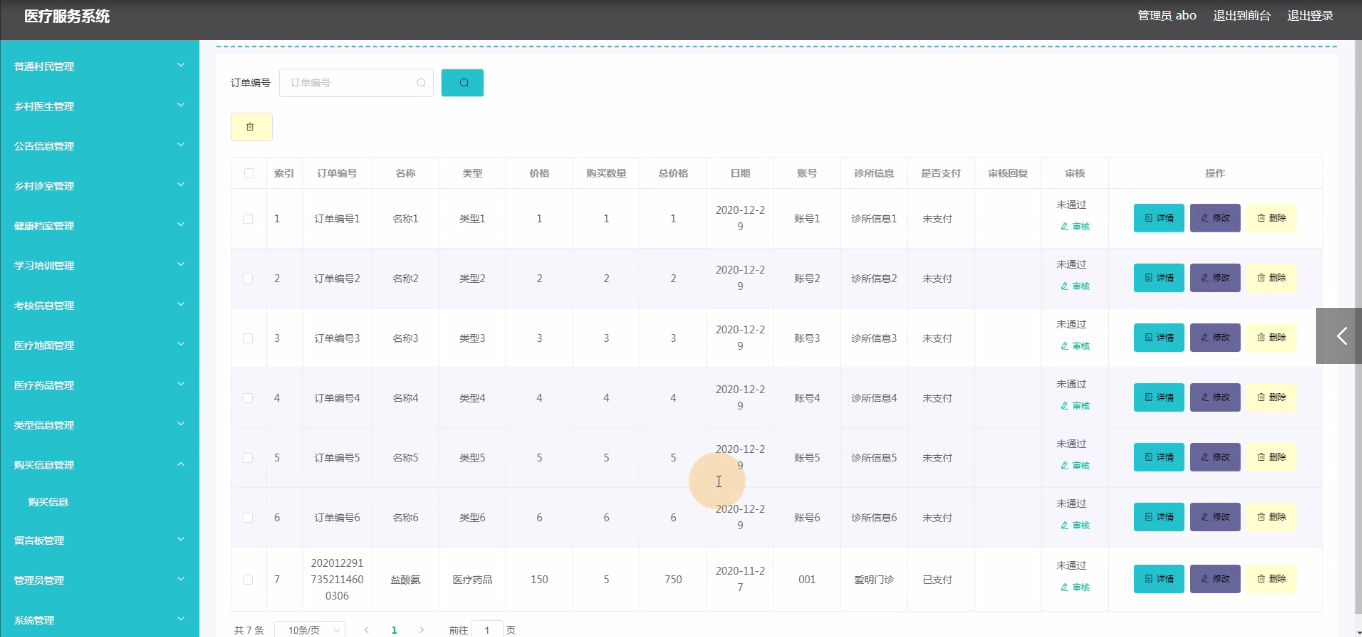 医疗服务系统
管理员 abo 退出到前台 退出登录
普通村民管理
乡村医生管理
公告信息管理
乡村诊室管理
健康档室管理
学习培训管理
考核信息管理
医疗地图管理
医疗药品管理
类型信息管理
购买信息管理
购买信息
留言板管理
管理员管理
系统管理
订单编号 订单编号
索引 订单编号 名称 类型 价格 购买数量 总价格 日期 账号 诊所信息 是否支付 审核回复 审核 操作
1 订单编号1 名称1 类型1 1 1 1 2020-12-2 账号1 诊所信息1 未支付 未通过 详情 修改 删除
9 审核
2 订单编号2 名称2 类型2 2 2 2 2020-12-2 账号2 诊所信息2 未支付 未通过 详情 修改 删除
9 审核
3 订单编号3 名称3 类型3 3 3 3 2020-12-2 账号3 诊所信息3 未支付 未通过 详情 修改 删除
9 审核
4 订单编号4 名称4 类型4 4 4 4 2020-12-2 账号4 诊所信息4 未支付 未通过 详情 修改 删除
9 审核
5 订单编号5 名称5 类型5 5 5 5 2020-12-2 账号5 诊所信息5 未支付 未通过 详情 修改 删除
9 审核
6 订单编号6 名称6 类型6 6 6 6 2020-12-2 账号6 诊所信息6 未支付 未通过 详情 修改 删除
9 审核
202012291
7 735211460 盐酸氨 医疗药品 150 5 750 2020-11-2 001 爱明门诊 已支付 未通过 详情 修改 删除
0306 7 审核
共 7 条 10条/页 1 前往 1 页